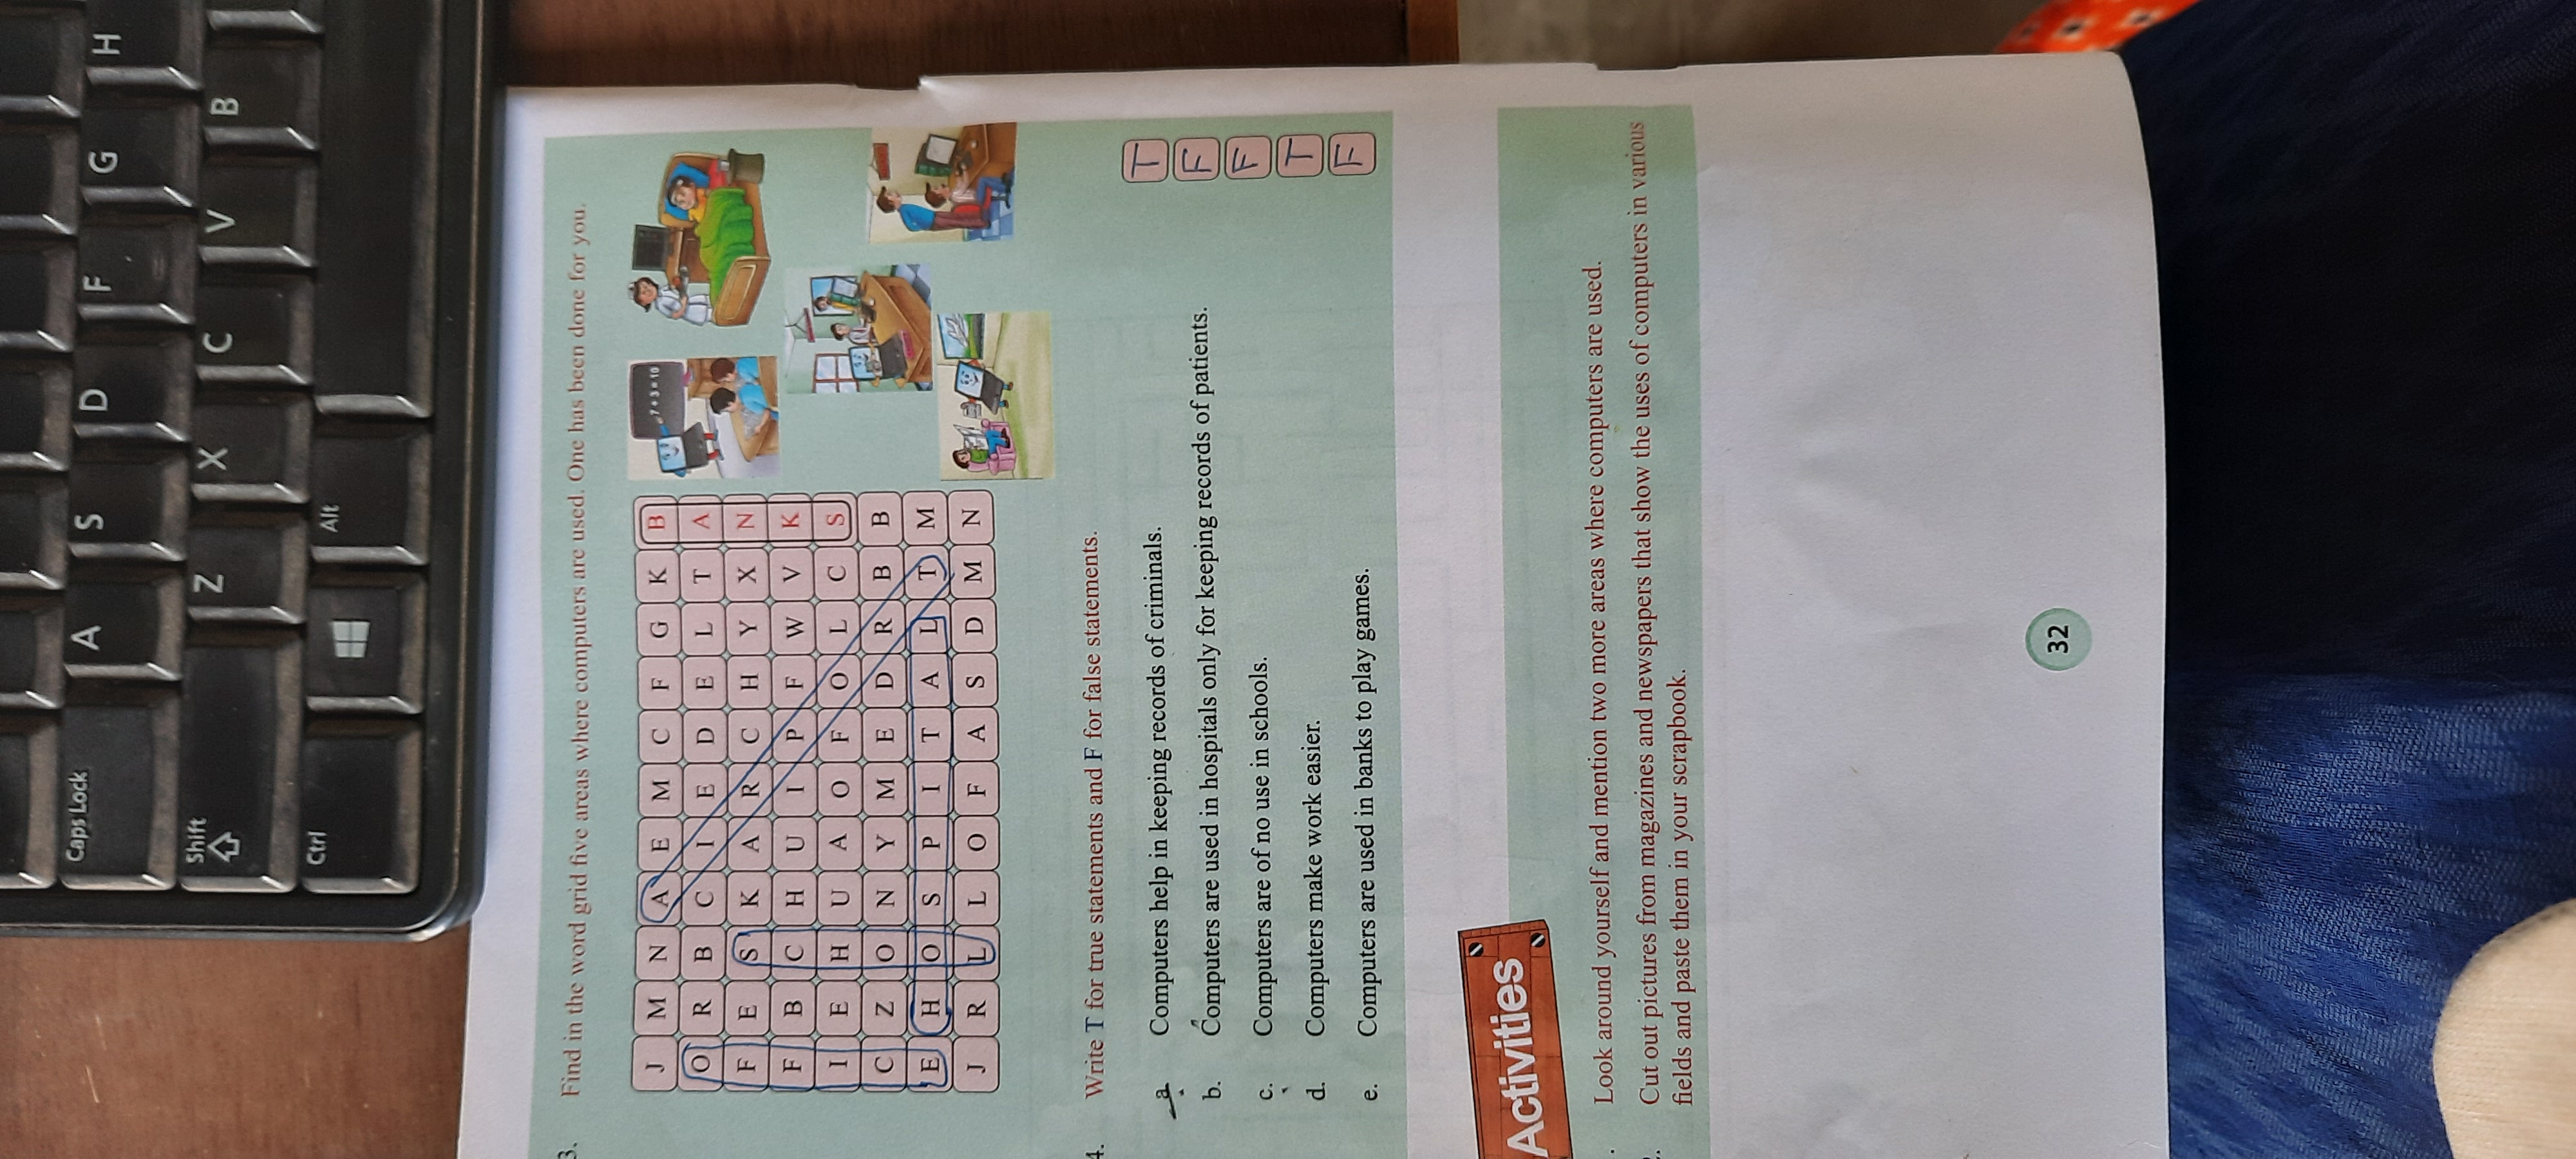 Caps Lock A S D F G H
Shift Z X C V B
Ctrl Alt
3. Find in the word grid five areas where computers are used. One has been done for you.
J M N A E M C F G K B
O R B C I E D E L T A
F E S K A R C H Y X N
F B C H U I P F W V K
I E H U A O F O L C S
C Z O N Y M E D R B B
E H O S P I T A L T M
J R L L O F A S D M N
7+3=10
4. Write T for true statements and F for false statements.
a. Computers help in keeping records of criminals. T
b. Computers are used in hospitals only for keeping records of patients. F
c. Computers are of no use in schools. F
d. Computers make work easier. T
e. Computers are used in banks to play games. F
Activities
. Look around yourself and mention two more areas where computers are used.
2. Cut out pictures from magazines and newspapers that show the uses of computers in various
fields and paste them in your scrapbook.
32